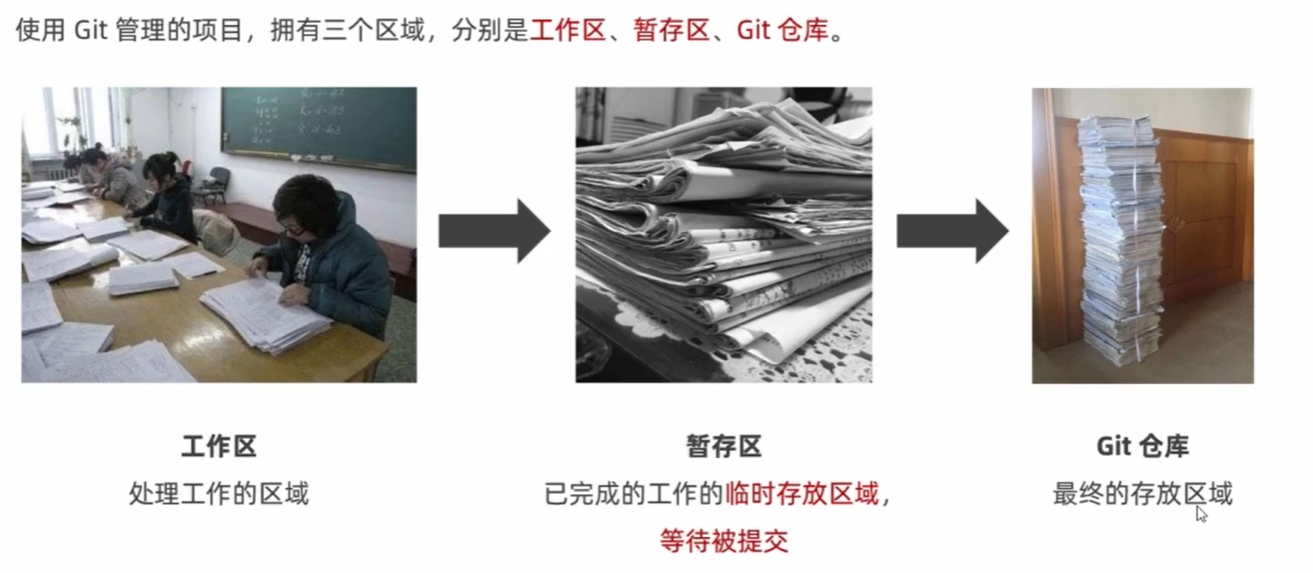 使用 Git 管理的项目，拥有三个区域，分别是工作区、暂存区、Git 仓库。
工作区
暂存区
Git 仓库
处理工作的区域
已完成的工作的临时存放区域，
等待被提交
最终的存放区域